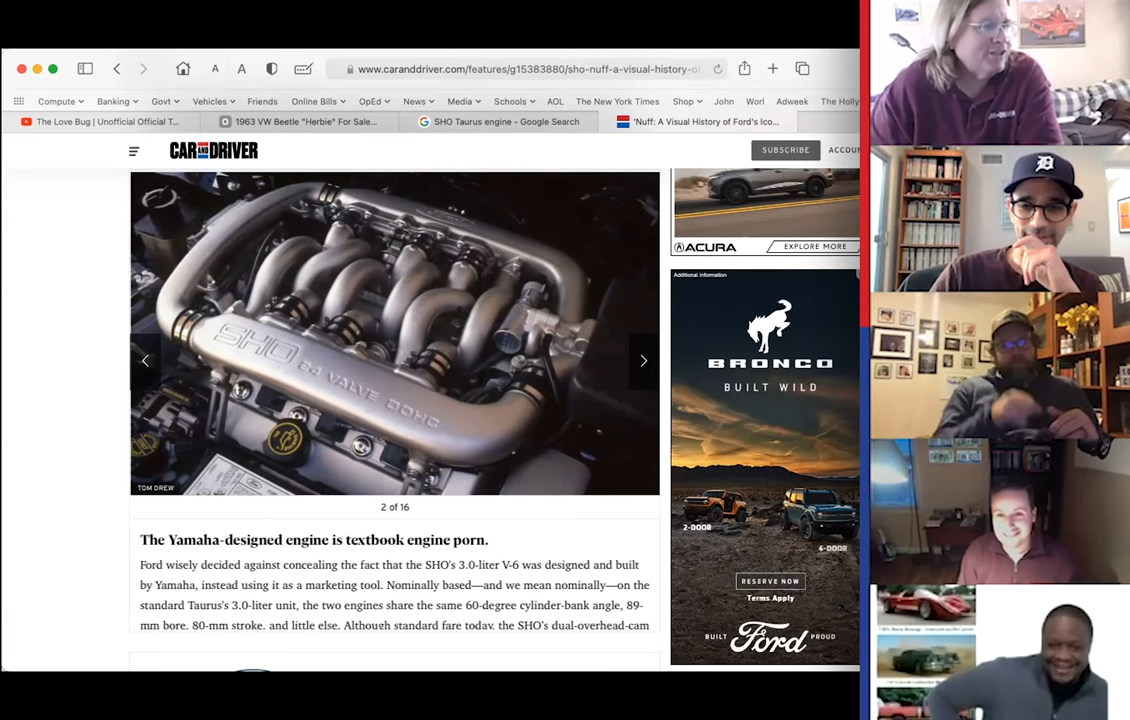 A A
www.caranddriver.com/features/g15383880/sho-nuff-a-visual-history-of
Compute Banking Govt Vehicles Friends Online Bills OpEd News Media Schools AOL The New York Times Shop John Worl Adweek The Holly
The Love Bug | Unofficial Official T...
1963 VW Beetle "Herbie" For Sale...
SHO Taurus engine - Google Search
'Nuff: A Visual History of Ford's Ico...
CAR AND DRIVER
SUBSCRIBE
ACCOUN
SHO 24 VALVE DOHC
TOM DREW
2 of 16
The Yamaha-designed engine is textbook engine porn.
Ford wisely decided against concealing the fact that the SHO's 3.0-liter V-6 was designed and built
by Yamaha, instead using it as a marketing tool. Nominally based—and we mean nominally—on the
standard Taurus's 3.0-liter unit, the two engines share the same 60-degree cylinder-bank angle, 89-
mm bore, 80-mm stroke, and little else. Although standard fare today, the SHO's dual-overhead-cam
ACURA
EXPLORE MORE
Additional Information
BRONCO
BUILT WILD
2-DOOR
4-DOOR
RESERVE NOW
Terms Apply
BUILT Ford PROUD
D